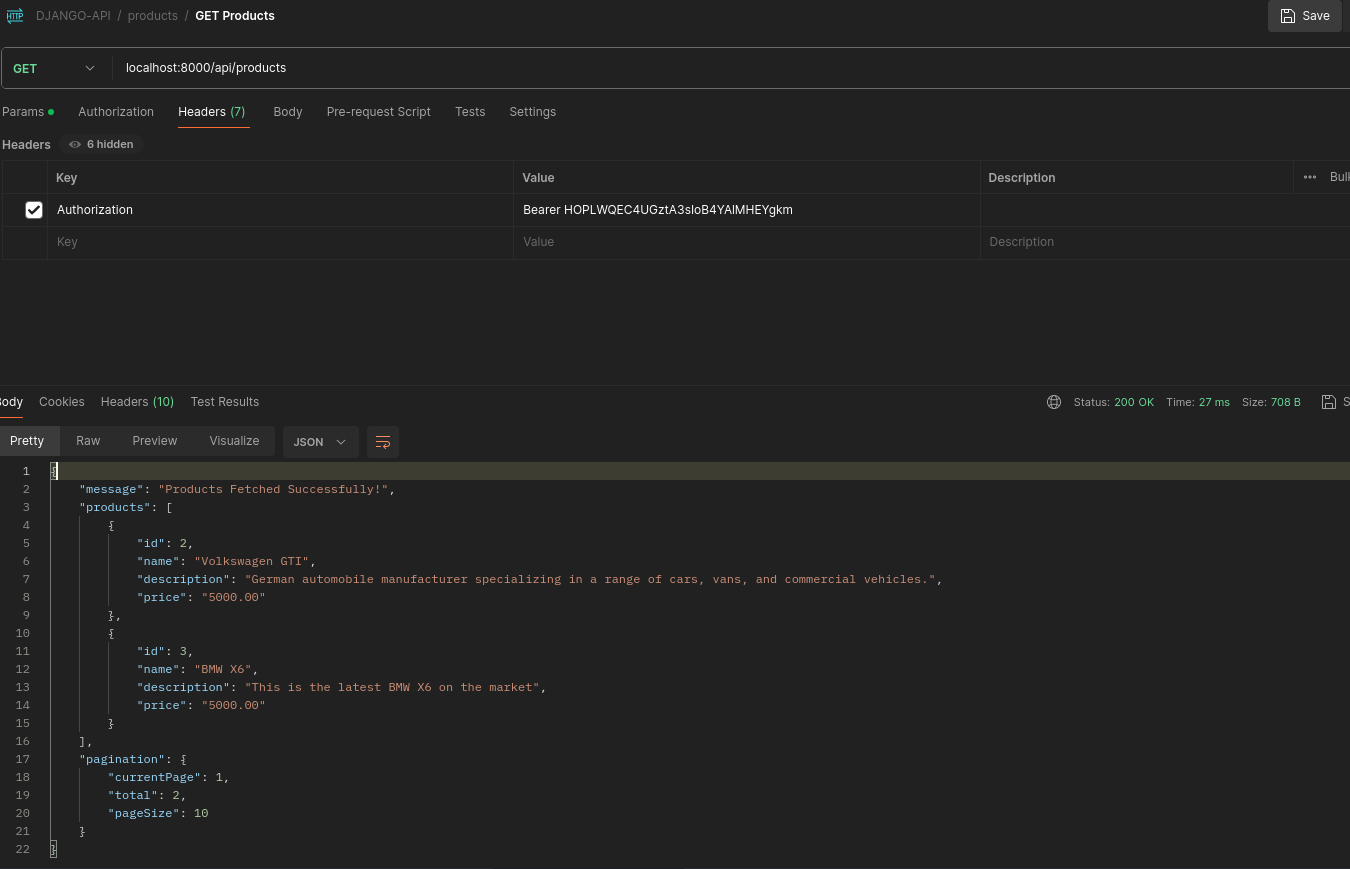 HTTP DJANGO-API / products / GET Products Save
GET localhost:8000/api/products
Params Authorization Headers (7) Body Pre-request Script Tests Settings
Headers 6 hidden
Key Value Description ••• Bulk
Authorization Bearer HOPLWQEC4UGztA3sIoB4YAlMHEYgkm
Key Value Description
Body Cookies Headers (10) Test Results Status: 200 OK Time: 27 ms Size: 708 B S
Pretty Raw Preview Visualize JSON
1 {
2 "message": "Products Fetched Successfully!",
3 "products": [
4 {
5 "id": 2,
6 "name": "Volkswagen GTI",
7 "description": "German automobile manufacturer specializing in a range of cars, vans, and commercial vehicles.",
8 "price": "5000.00"
9 },
10 {
11 "id": 3,
12 "name": "BMW X6",
13 "description": "This is the latest BMW X6 on the market",
14 "price": "5000.00"
15 }
16 ],
17 "pagination": {
18 "currentPage": 1,
19 "total": 2,
20 "pageSize": 10
21 }
22 }